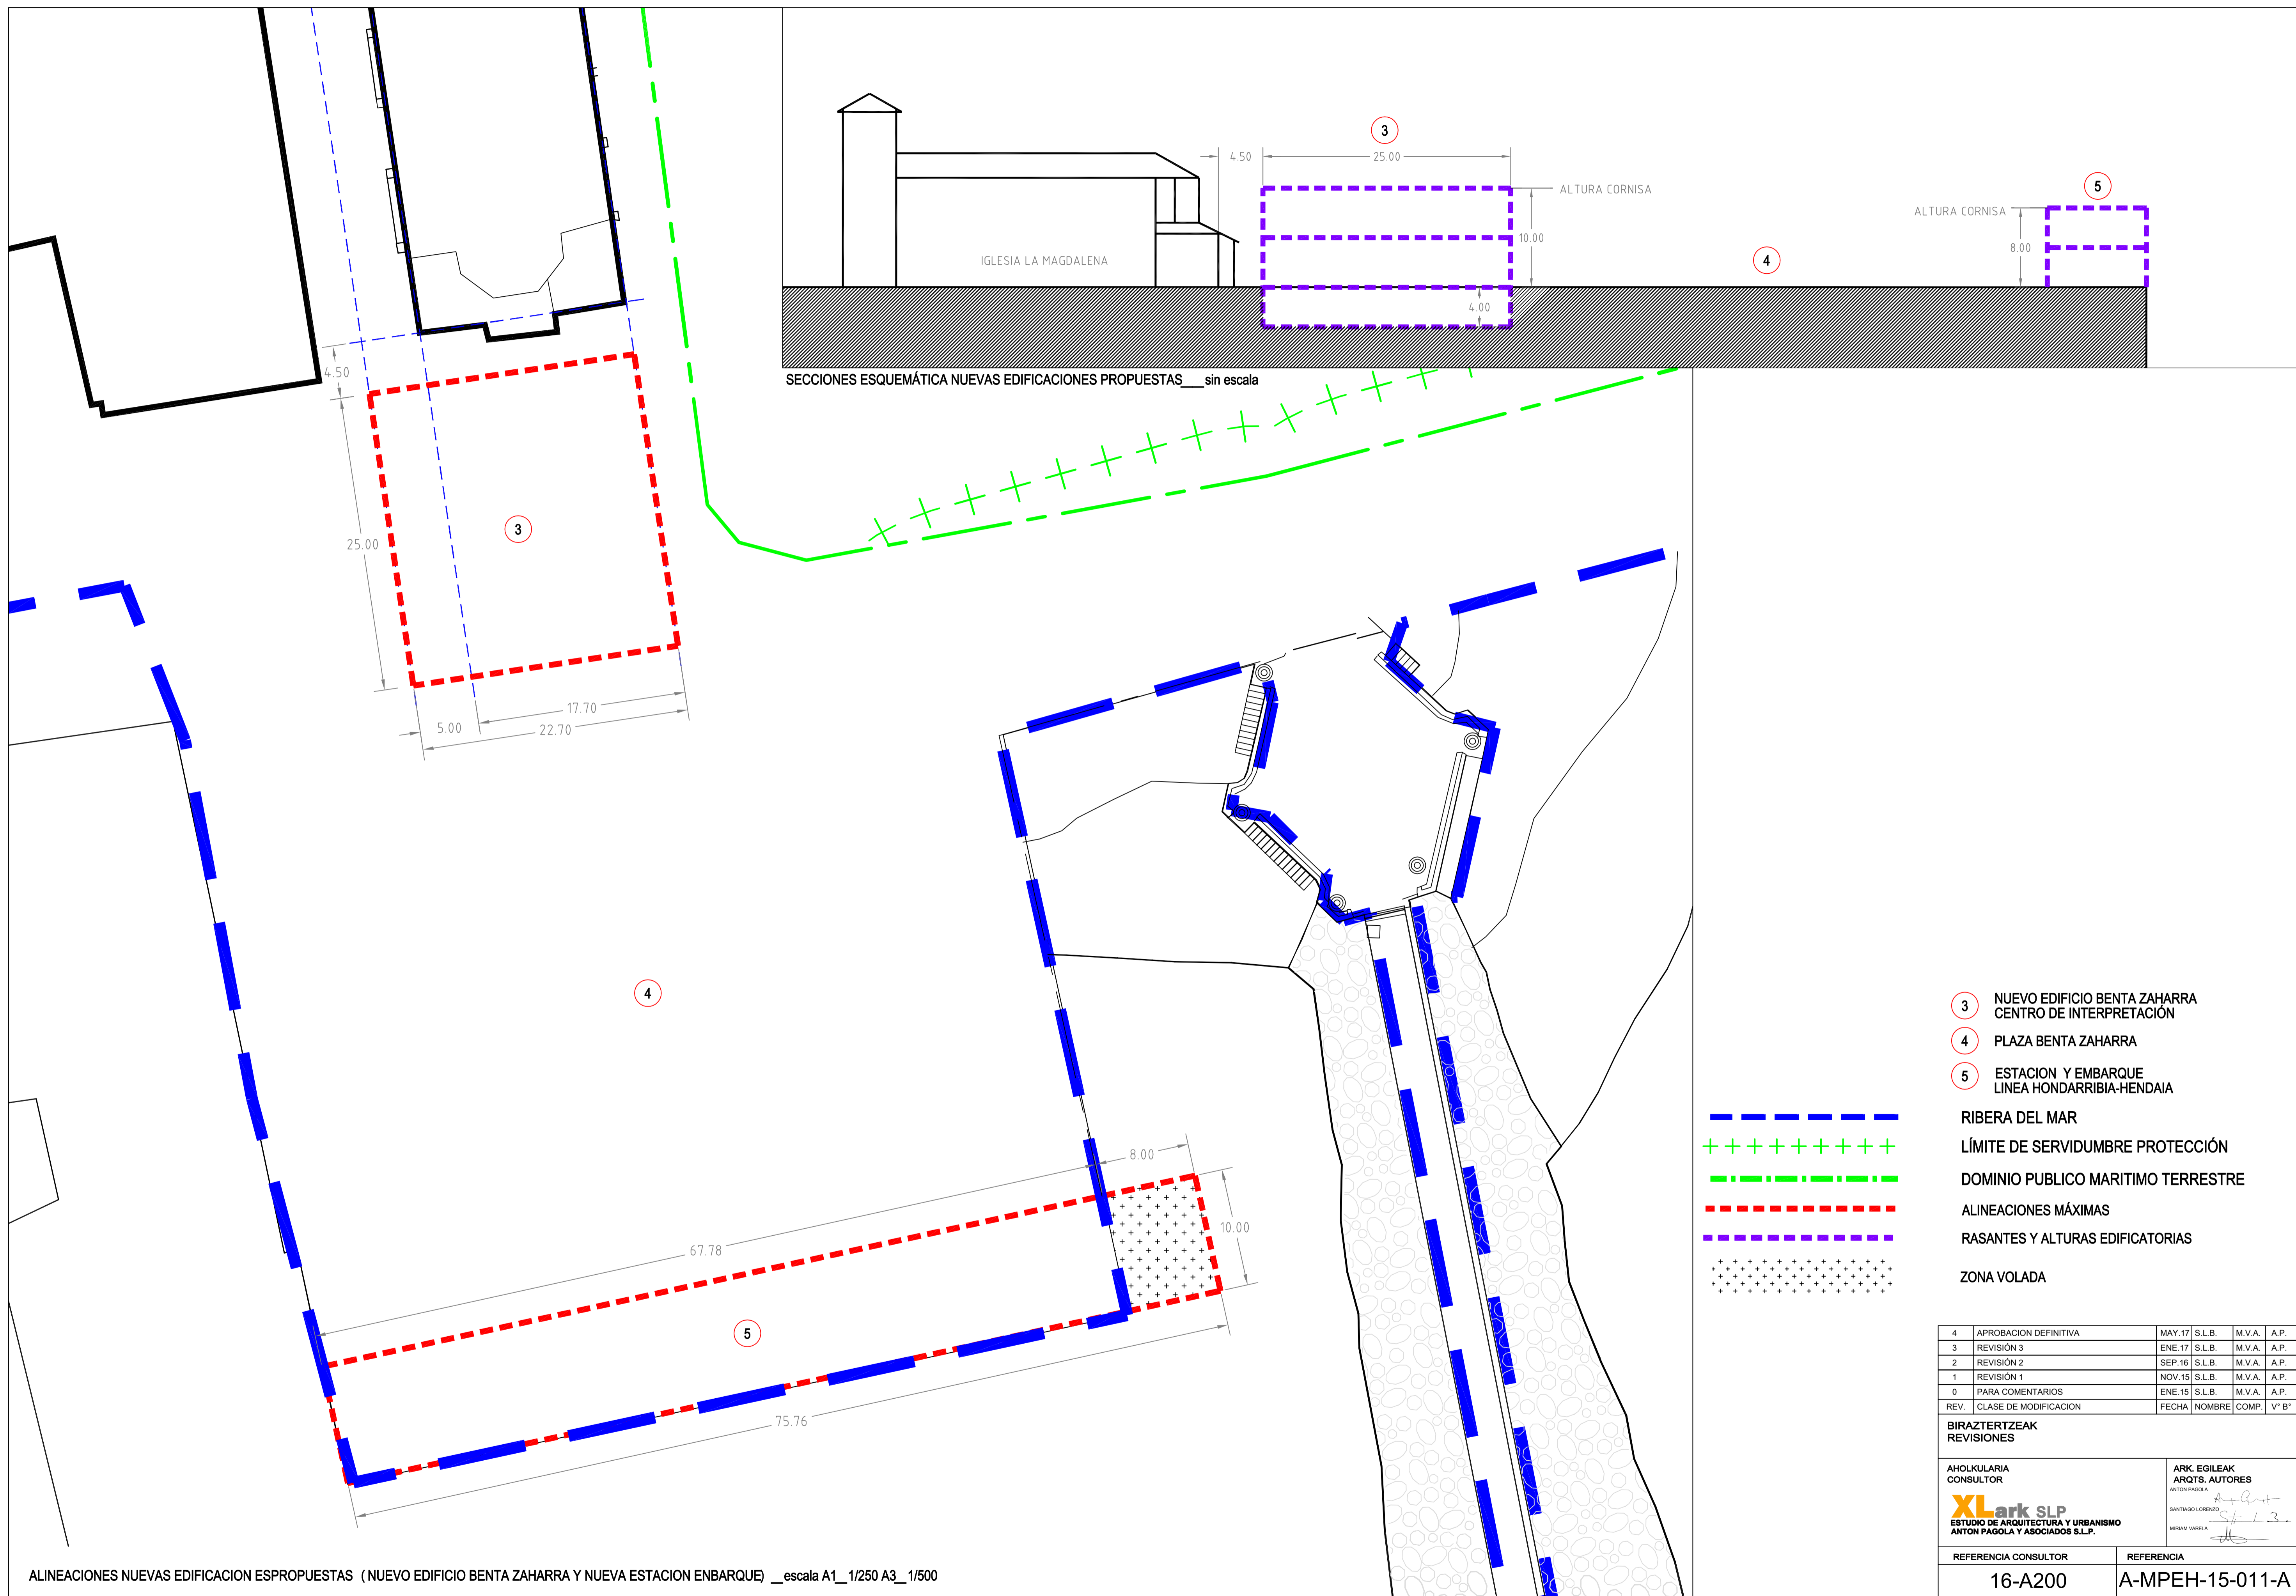 3
4.50
25.00
ALTURA CORNISA
10.00
IGLESIA LA MAGDALENA
4.00
4
5
ALTURA CORNISA
8.00
SECCIONES ESQUEMÁTICA NUEVAS EDIFICACIONES PROPUESTAS___sin escala
4.50
3
25.00
17.70
5.00
22.70
4
8.00
10.00
67.78
5
75.76
ALINEACIONES NUEVAS EDIFICACION ESPROPUESTAS ( NUEVO EDIFICIO BENTA ZAHARRA Y NUEVA ESTACION ENBARQUE) __escala A1__1/250 A3__1/500
3 NUEVO EDIFICIO BENTA ZAHARRA
CENTRO DE INTERPRETACIÓN
4 PLAZA BENTA ZAHARRA
5 ESTACION Y EMBARQUE
LINEA HONDARRIBIA-HENDAIA
RIBERA DEL MAR
LÍMITE DE SERVIDUMBRE PROTECCIÓN
DOMINIO PUBLICO MARITIMO TERRESTRE
ALINEACIONES MÁXIMAS
RASANTES Y ALTURAS EDIFICATORIAS
ZONA VOLADA
4 APROBACION DEFINITIVA MAY.17 S.L.B. M.V.A. A.P.
3 REVISIÓN 3 ENE.17 S.L.B. M.V.A. A.P.
2 REVISIÓN 2 SEP.16 S.L.B. M.V.A. A.P.
1 REVISIÓN 1 NOV.15 S.L.B. M.V.A. A.P.
0 PARA COMENTARIOS ENE.15 S.L.B. M.V.A. A.P.
REV. CLASE DE MODIFICACION FECHA NOMBRE COMP. V° B°
BIRAZTERTZEAK
REVISIONES
AHOLKULARIA
CONSULTOR
XLark SLP
ESTUDIO DE ARQUITECTURA Y URBANISMO
ANTON PAGOLA Y ASOCIADOS S.L.P.
ARK. EGILEAK
ARQTS. AUTORES
ANTON PAGOLA
SANTIAGO LORENZO
MIRIAM VARELA
REFERENCIA CONSULTOR
16-A200
REFERENCIA
A-MPEH-15-011-A